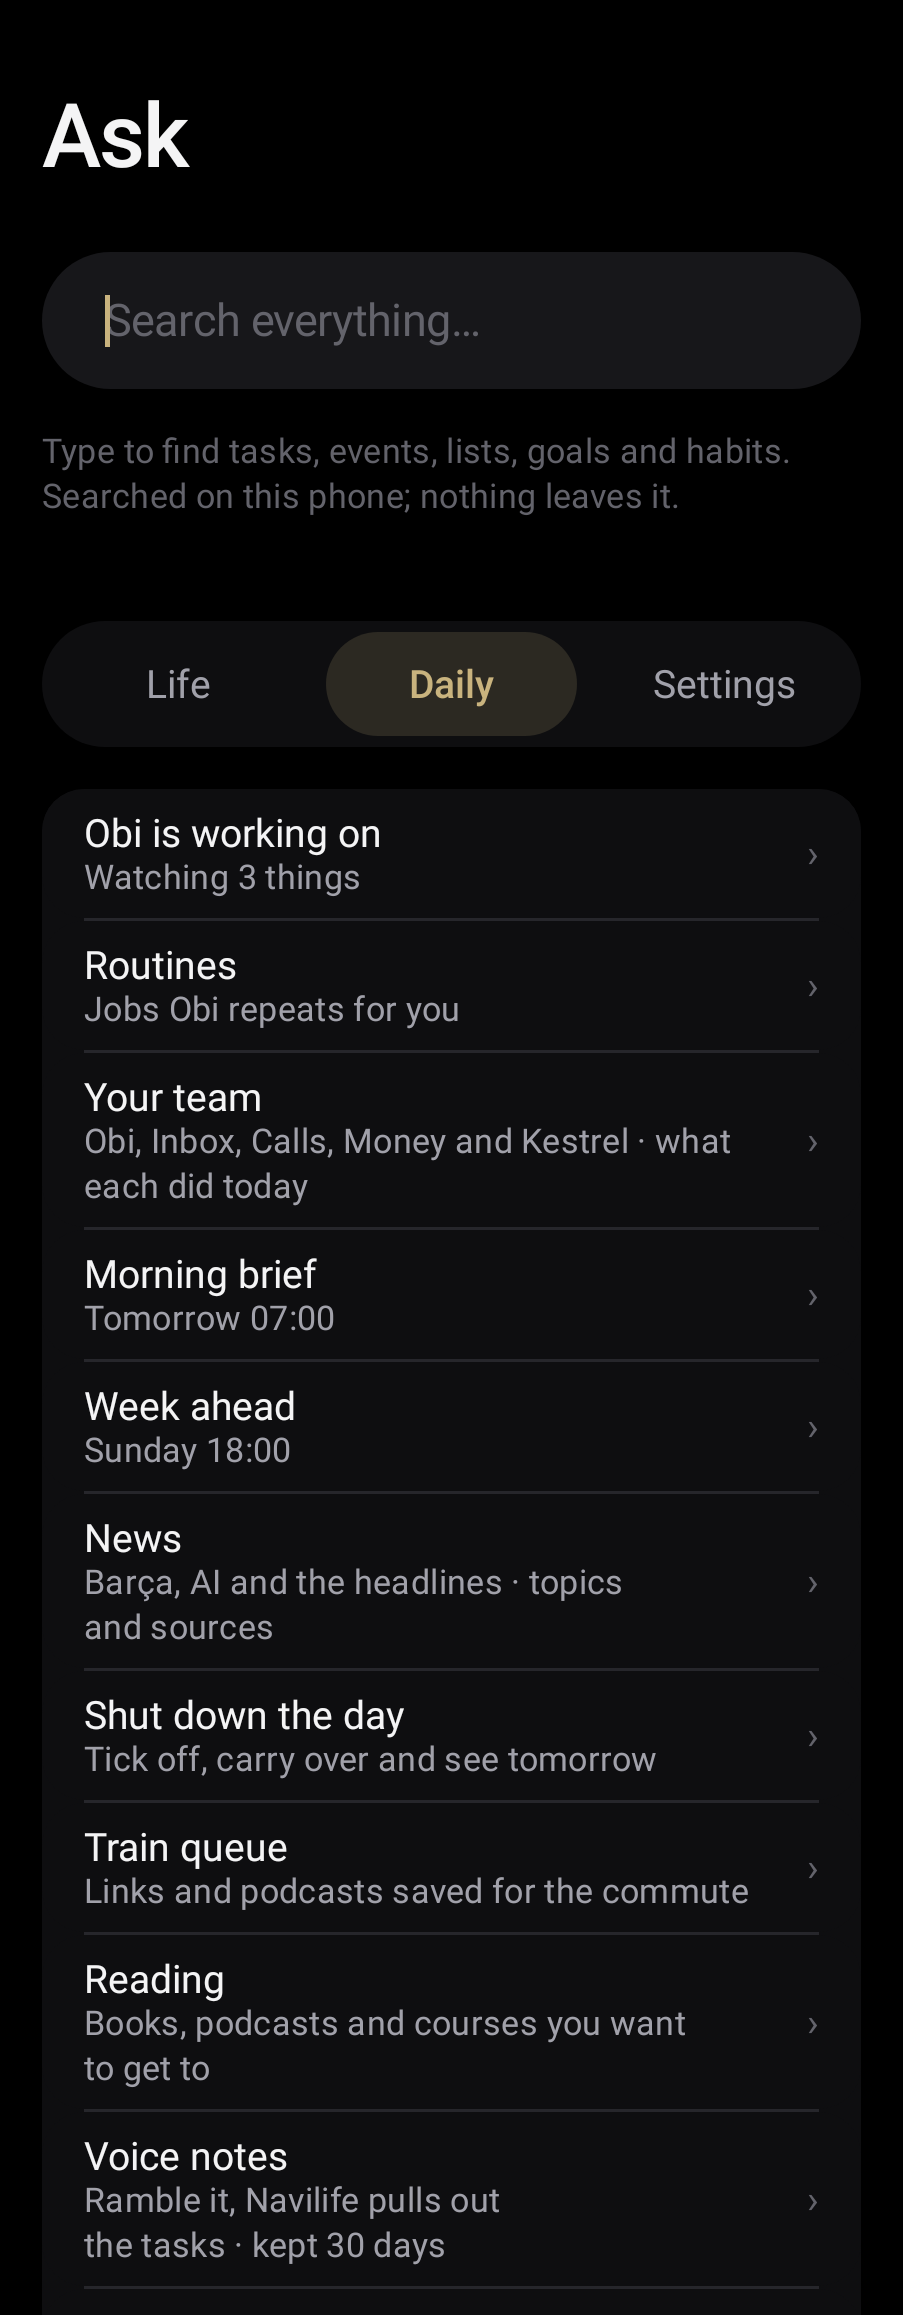 Ask
Search everything…
Type to find tasks, events, lists, goals and habits.
Searched on this phone; nothing leaves it.
Life
Daily
Settings
Obi is working on
Watching 3 things
›
Routines
Jobs Obi repeats for you
›
Your team
Obi, Inbox, Calls, Money and Kestrel · what
each did today
›
Morning brief
Tomorrow 07:00
›
Week ahead
Sunday 18:00
›
News
Barça, AI and the headlines · topics
and sources
›
Shut down the day
Tick off, carry over and see tomorrow
›
Train queue
Links and podcasts saved for the commute
›
Reading
Books, podcasts and courses you want
to get to
›
Voice notes
Ramble it, Navilife pulls out
the tasks · kept 30 days
›